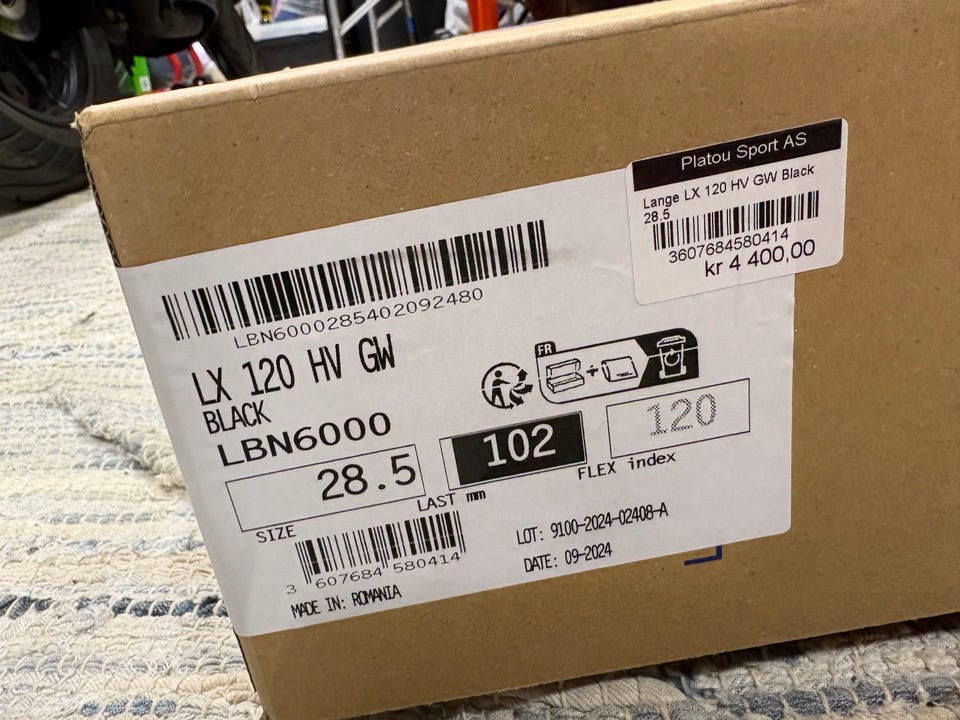 Platou Sport AS
Lange LX 120 HV GW Black
28.5
3607684580414
kr 4 400,00
LBN6000285402092480
LX 120 HV GW
BLACK
LBN6000
FR
28.5
102
120
SIZE
LAST mm
FLEX index
3 607684 580414
LOT: 9100-2024-02408-A
DATE: 09-2024
MADE IN: ROMANIA